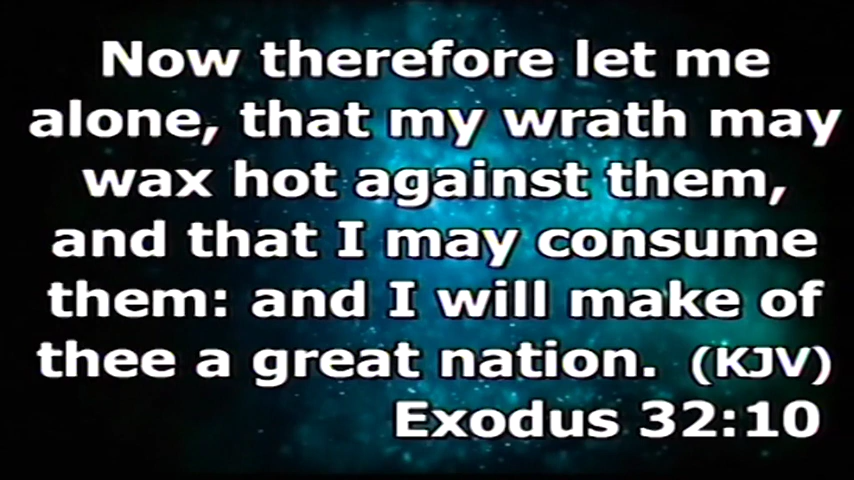 Now therefore let me
alone, that my wrath may
wax hot against them,
and that I may consume
them: and I will make of
thee a great nation. (KJV)
Exodus 32:10